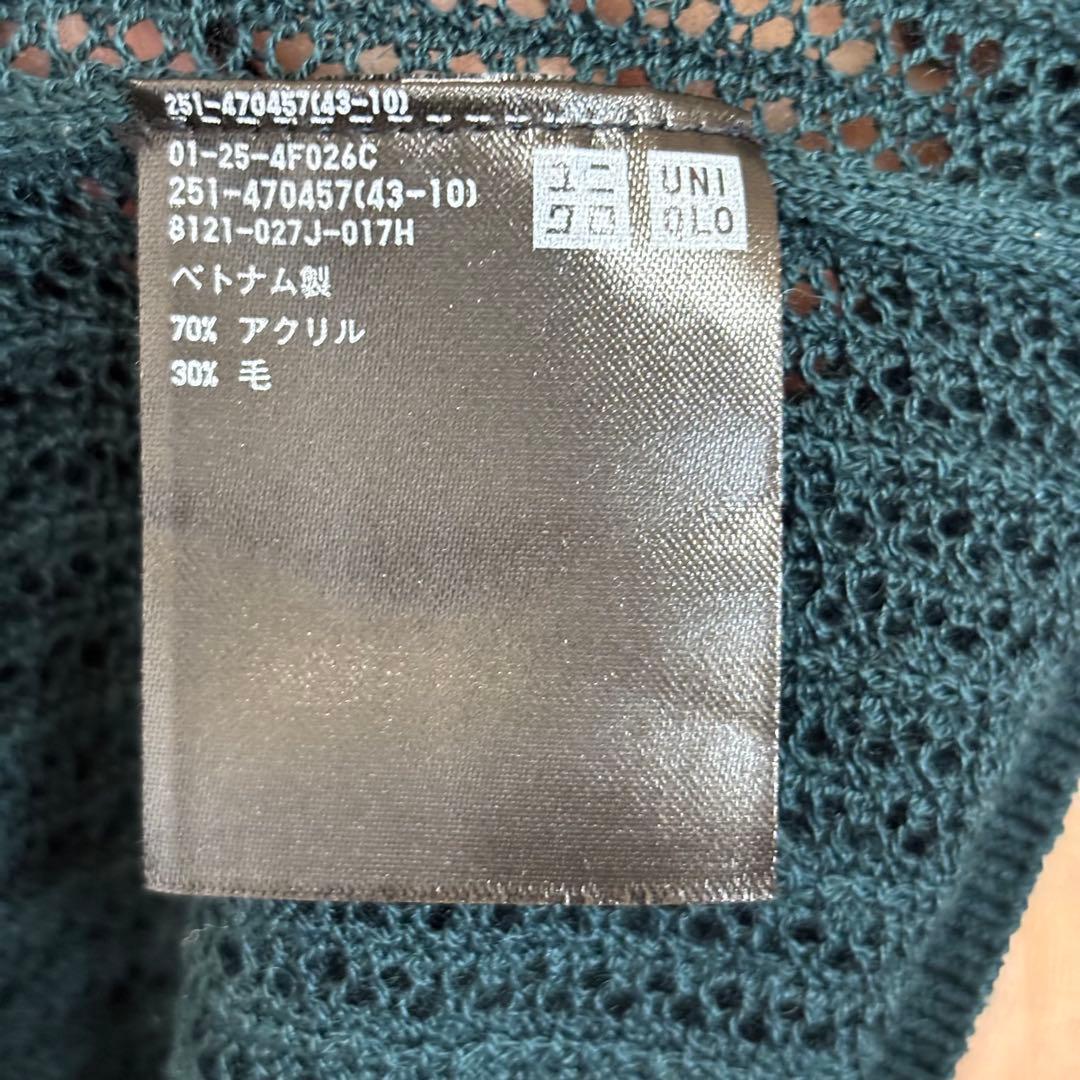 251-470457(43-10)
01-25-4F026C
251-470457(43-10)
8121-027J-017H
ベトナム製
70% アクリル
30% 毛
ユニ
クロ
UNI
QLO